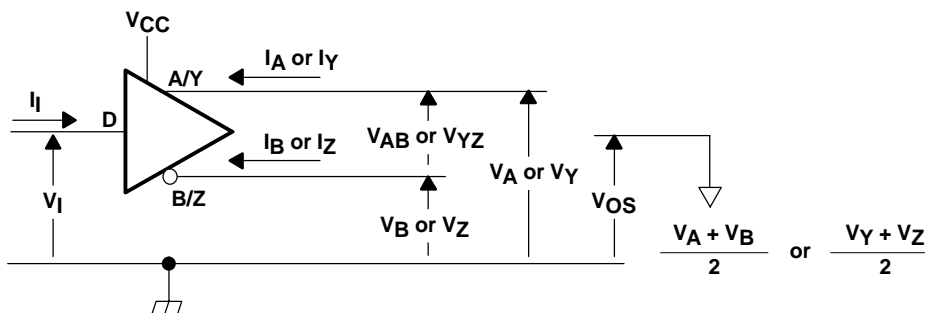 VCC
IA or IY
A/Y
II
D
IB or IZ
VAB or VYZ
VA or VY
VI
B/Z
VB or VZ
VOS
VA + VB
2
or
VY + VZ
2